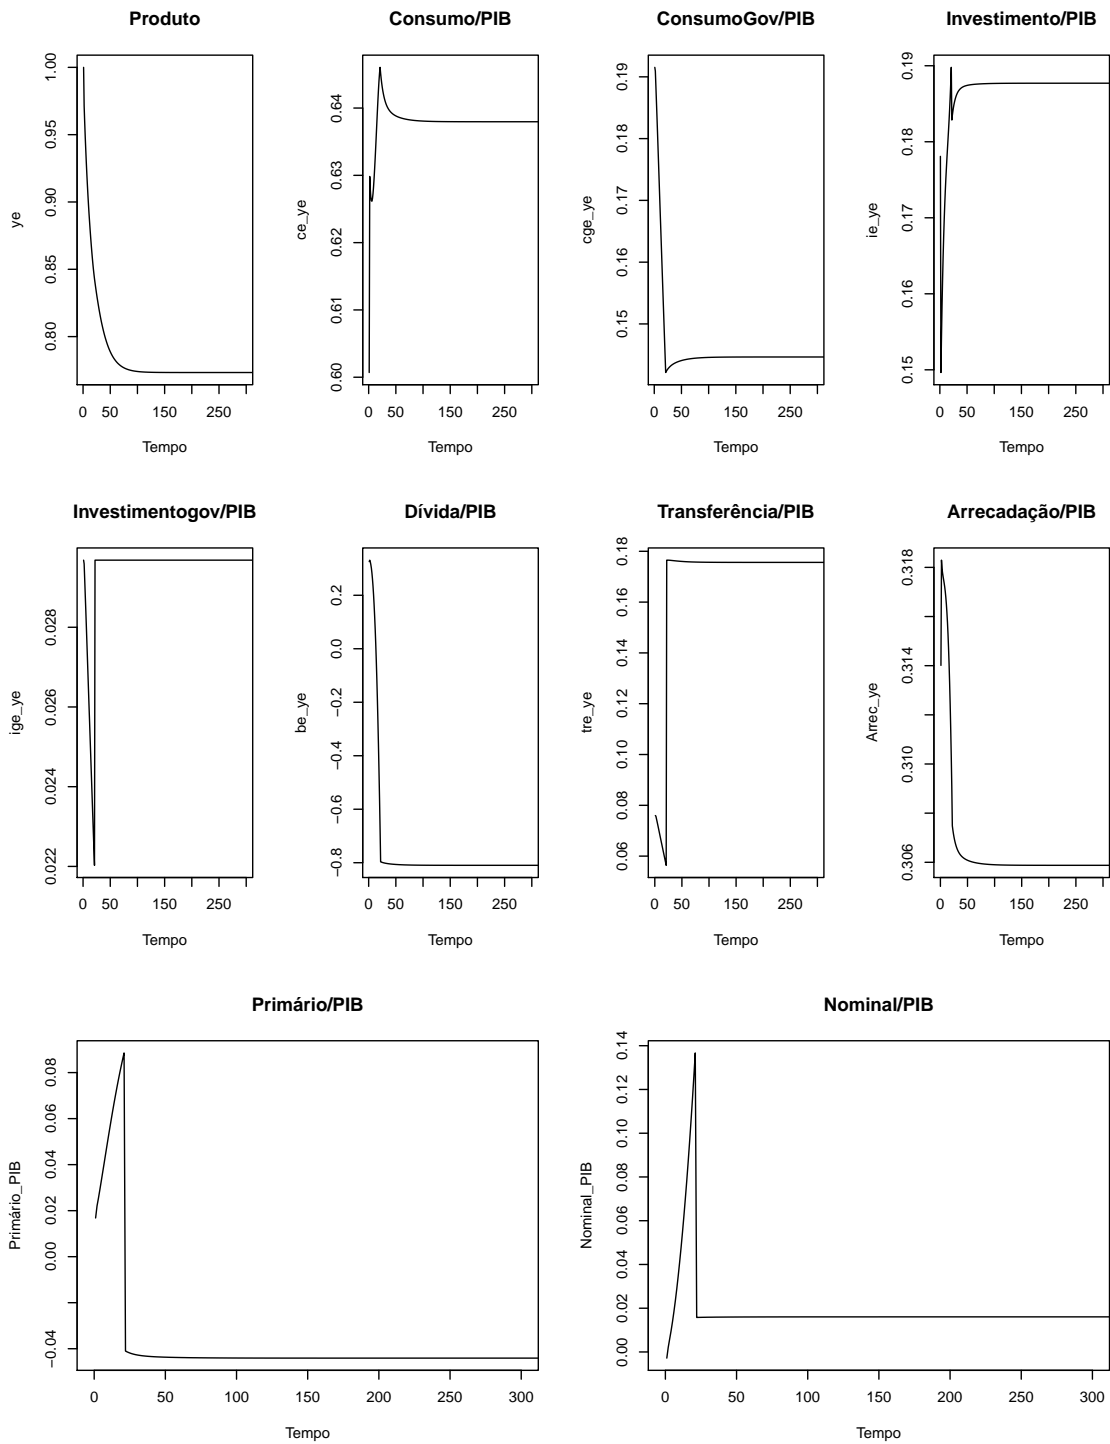 Produto
ye
0.80 0.85 0.90 0.95 1.00
0 50 150 250
Tempo
Consumo/PIB
ce_ye
0.60 0.61 0.62 0.63 0.64
0 50 150 250
Tempo
ConsumoGov/PIB
cge_ye
0.15 0.16 0.17 0.18 0.19
0 50 150 250
Tempo
Investimento/PIB
ie_ye
0.15 0.16 0.17 0.18 0.19
0 50 150 250
Tempo
Investimentogov/PIB
ige_ye
0.022 0.024 0.026 0.028
0 50 150 250
Tempo
Dívida/PIB
be_ye
−0.8 −0.6 −0.4 −0.2 0.0 0.2
0 50 150 250
Tempo
Transferência/PIB
tre_ye
0.06 0.08 0.10 0.12 0.14 0.16 0.18
0 50 150 250
Tempo
Arrecadação/PIB
Arrec_ye
0.306 0.310 0.314 0.318
0 50 150 250
Tempo
Primário/PIB
Primário_PIB
−0.04 0.00 0.02 0.04 0.06 0.08
0 50 100 150 200 250 300
Tempo
Nominal/PIB
Nominal_PIB
0.00 0.02 0.04 0.06 0.08 0.10 0.12 0.14
0 50 100 150 200 250 300
Tempo